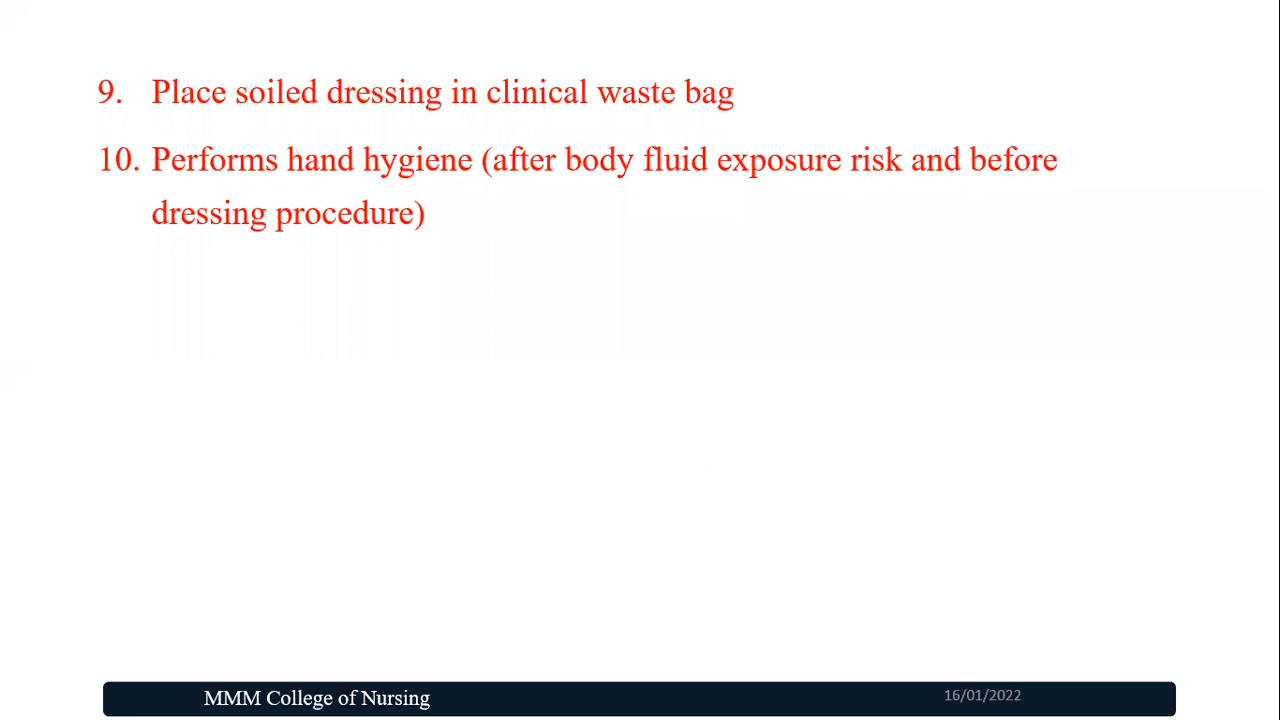 9. Place soiled dressing in clinical waste bag
10. Performs hand hygiene (after body fluid exposure risk and before
dressing procedure)
MMM College of Nursing
16/01/2022